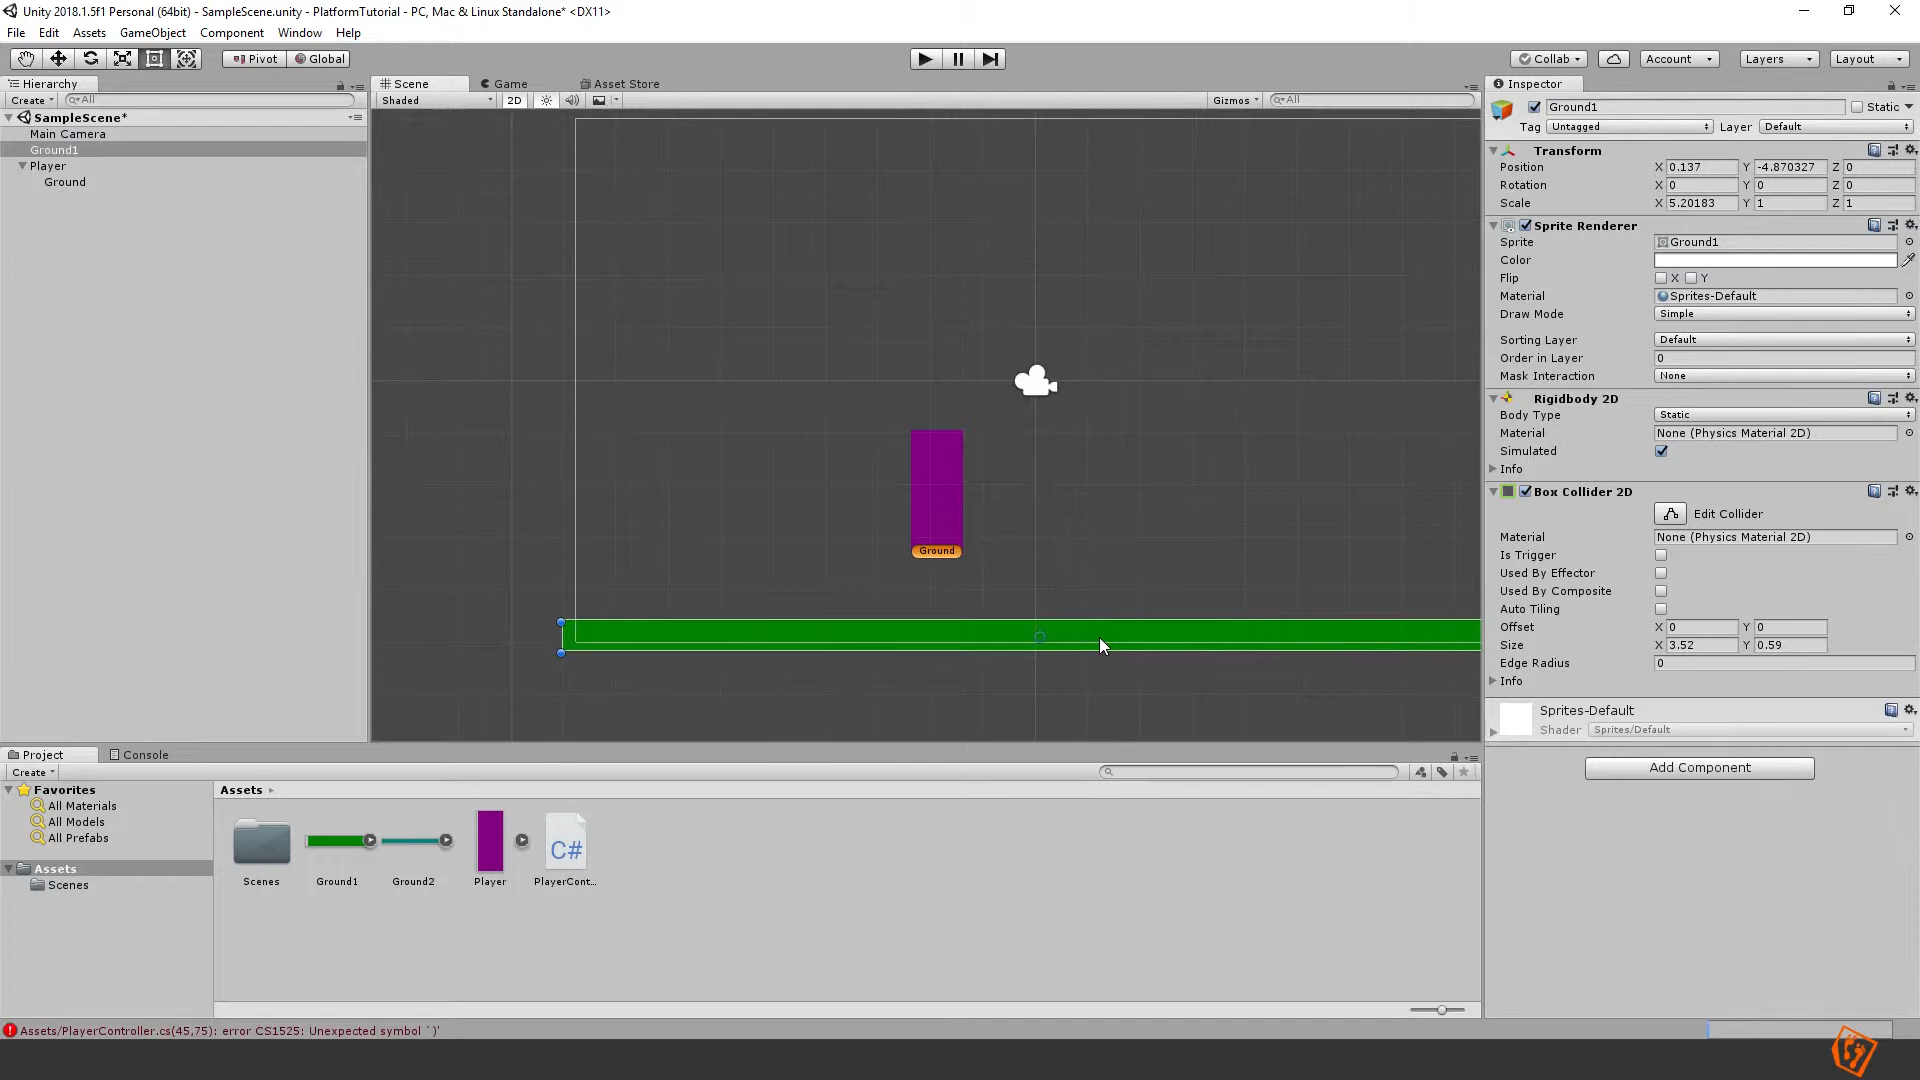 Unity 2018.1.5f1 Personal (64bit) - SampleScene.unity - PlatformTutorial - PC, Mac & Linux Standalone* <DX11>
File Edit Assets GameObject Component Window Help
Pivot Global Collab Account Layers Layout
Hierarchy
Create All
SampleScene*
Main Camera
Ground1
Player
Ground
Scene Game Asset Store
Shaded 2D Gizmos All
Ground
Inspector
Ground1 Static
Tag Untagged Layer Default
Transform
Position X 0.137 Y -4.870327 Z 0
Rotation X 0 Y 0 Z 0
Scale X 5.20183 Y 1 Z 1
Sprite Renderer
Sprite Ground1
Color
Flip X Y
Material Sprites-Default
Draw Mode Simple
Sorting Layer Default
Order in Layer 0
Mask Interaction None
Rigidbody 2D
Body Type Static
Material None (Physics Material 2D)
Simulated
Info
Box Collider 2D
Edit Collider
Material None (Physics Material 2D)
Is Trigger
Used By Effector
Used By Composite
Auto Tiling
Offset X 0 Y 0
Size X 3.52 Y 0.59
Edge Radius 0
Info
Sprites-Default
Shader Sprites/Default
Add Component
Project Console
Create
Favorites
All Materials
All Models
All Prefabs
Assets
Scenes
Assets
C#
Scenes Ground1 Ground2 Player PlayerCont...
Assets/PlayerController.cs(45,75): error CS1525: Unexpected symbol `)'